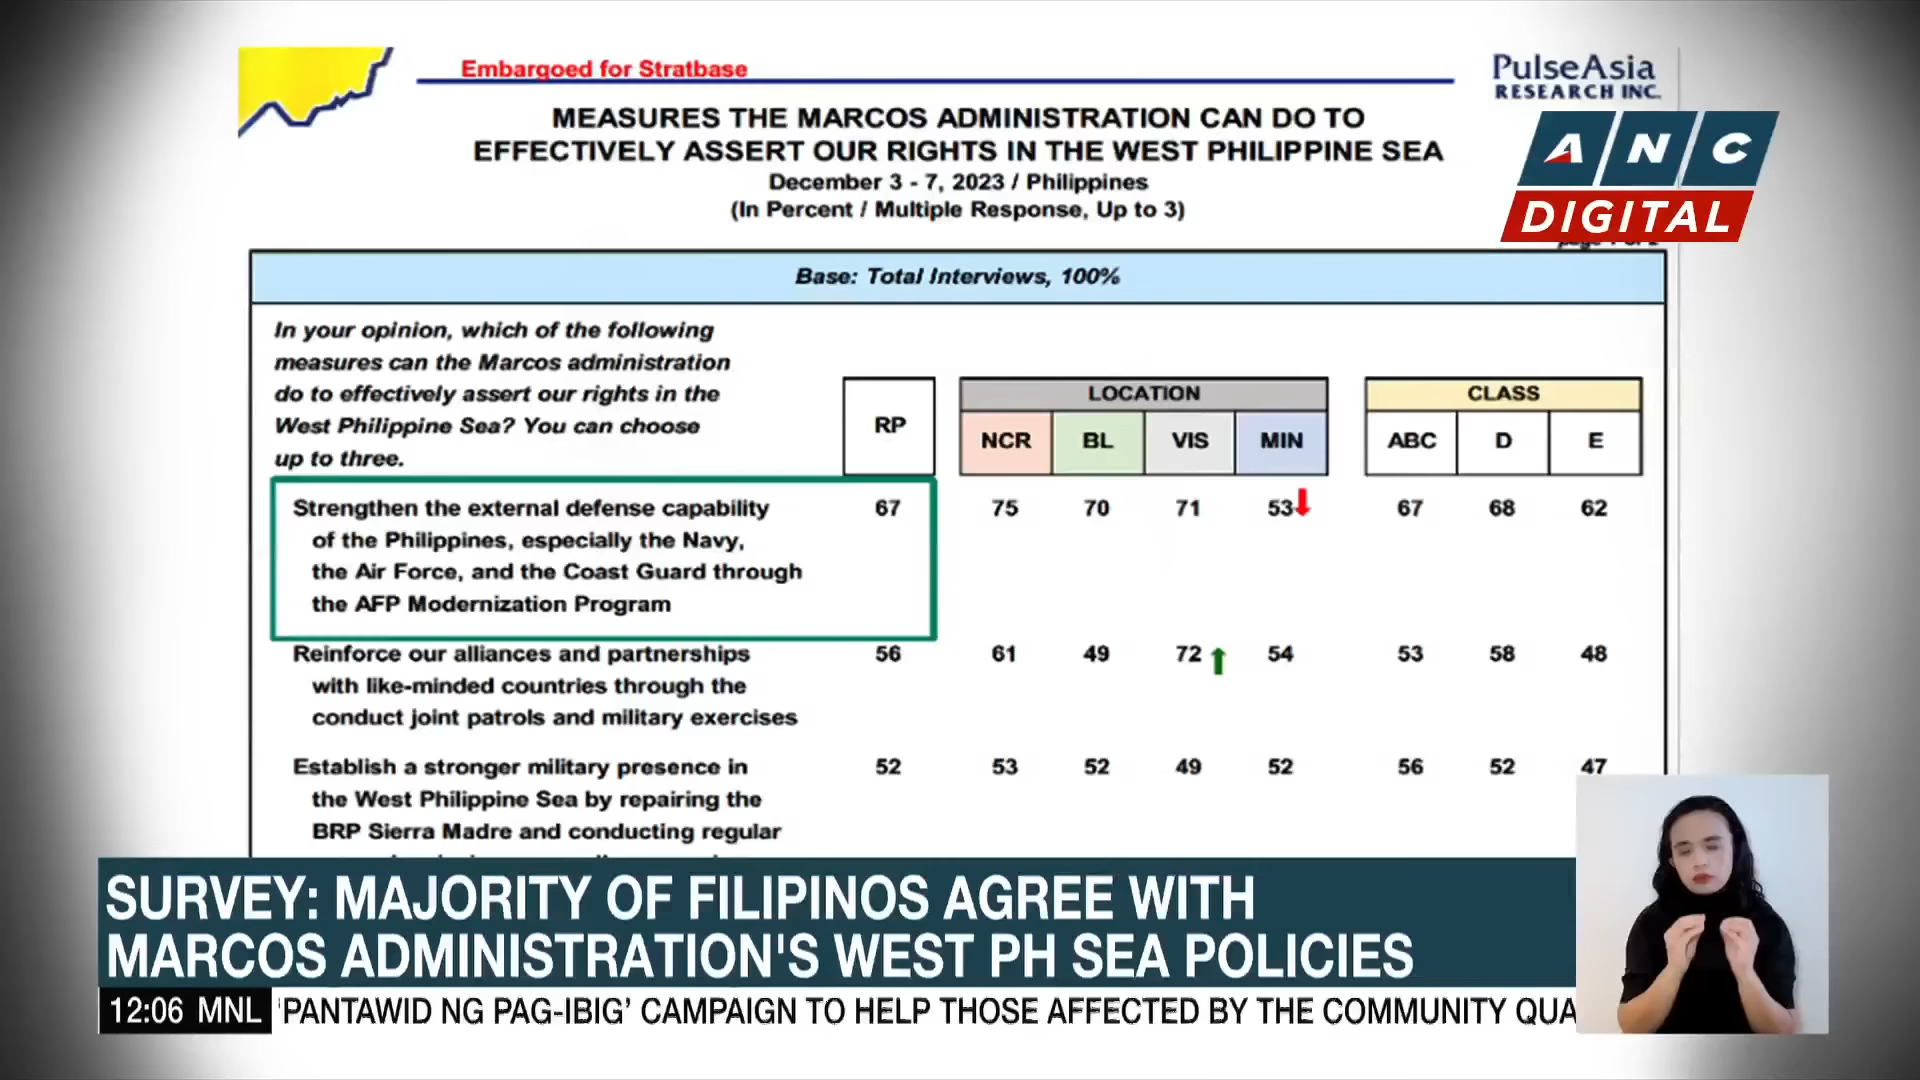 Embargoed for Stratbase
PulseAsia
RESEARCH INC.
MEASURES THE MARCOS ADMINISTRATION CAN DO TO
EFFECTIVELY ASSERT OUR RIGHTS IN THE WEST PHILIPPINE SEA
December 3 - 7, 2023 / Philippines
(In Percent / Multiple Response, Up to 3)
ANC
DIGITAL
Base: Total Interviews, 100%
In your opinion, which of the following
measures can the Marcos administration
do to effectively assert our rights in the
West Philippine Sea? You can choose
up to three.
RP
LOCATION
NCR BL VIS MIN
CLASS
ABC D E
Strengthen the external defense capability 67 75 70 71 53 67 68 62
of the Philippines, especially the Navy,
the Air Force, and the Coast Guard through
the AFP Modernization Program
Reinforce our alliances and partnerships 56 61 49 72 54 53 58 48
with like-minded countries through the
conduct joint patrols and military exercises
Establish a stronger military presence in 52 53 52 49 52 56 52 47
the West Philippine Sea by repairing the
BRP Sierra Madre and conducting regular
SURVEY: MAJORITY OF FILIPINOS AGREE WITH
MARCOS ADMINISTRATION'S WEST PH SEA POLICIES
12:06 MNL 'PANTAWID NG PAG-IBIG' CAMPAIGN TO HELP THOSE AFFECTED BY THE COMMUNITY QUA